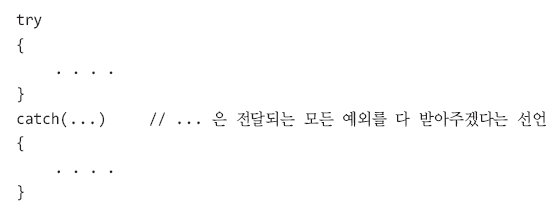 try
{
    . . . .
}
catch(...)    // ... 은 전달되는 모든 예외를 다 받아주겠다는 선언
{
    . . . .
}